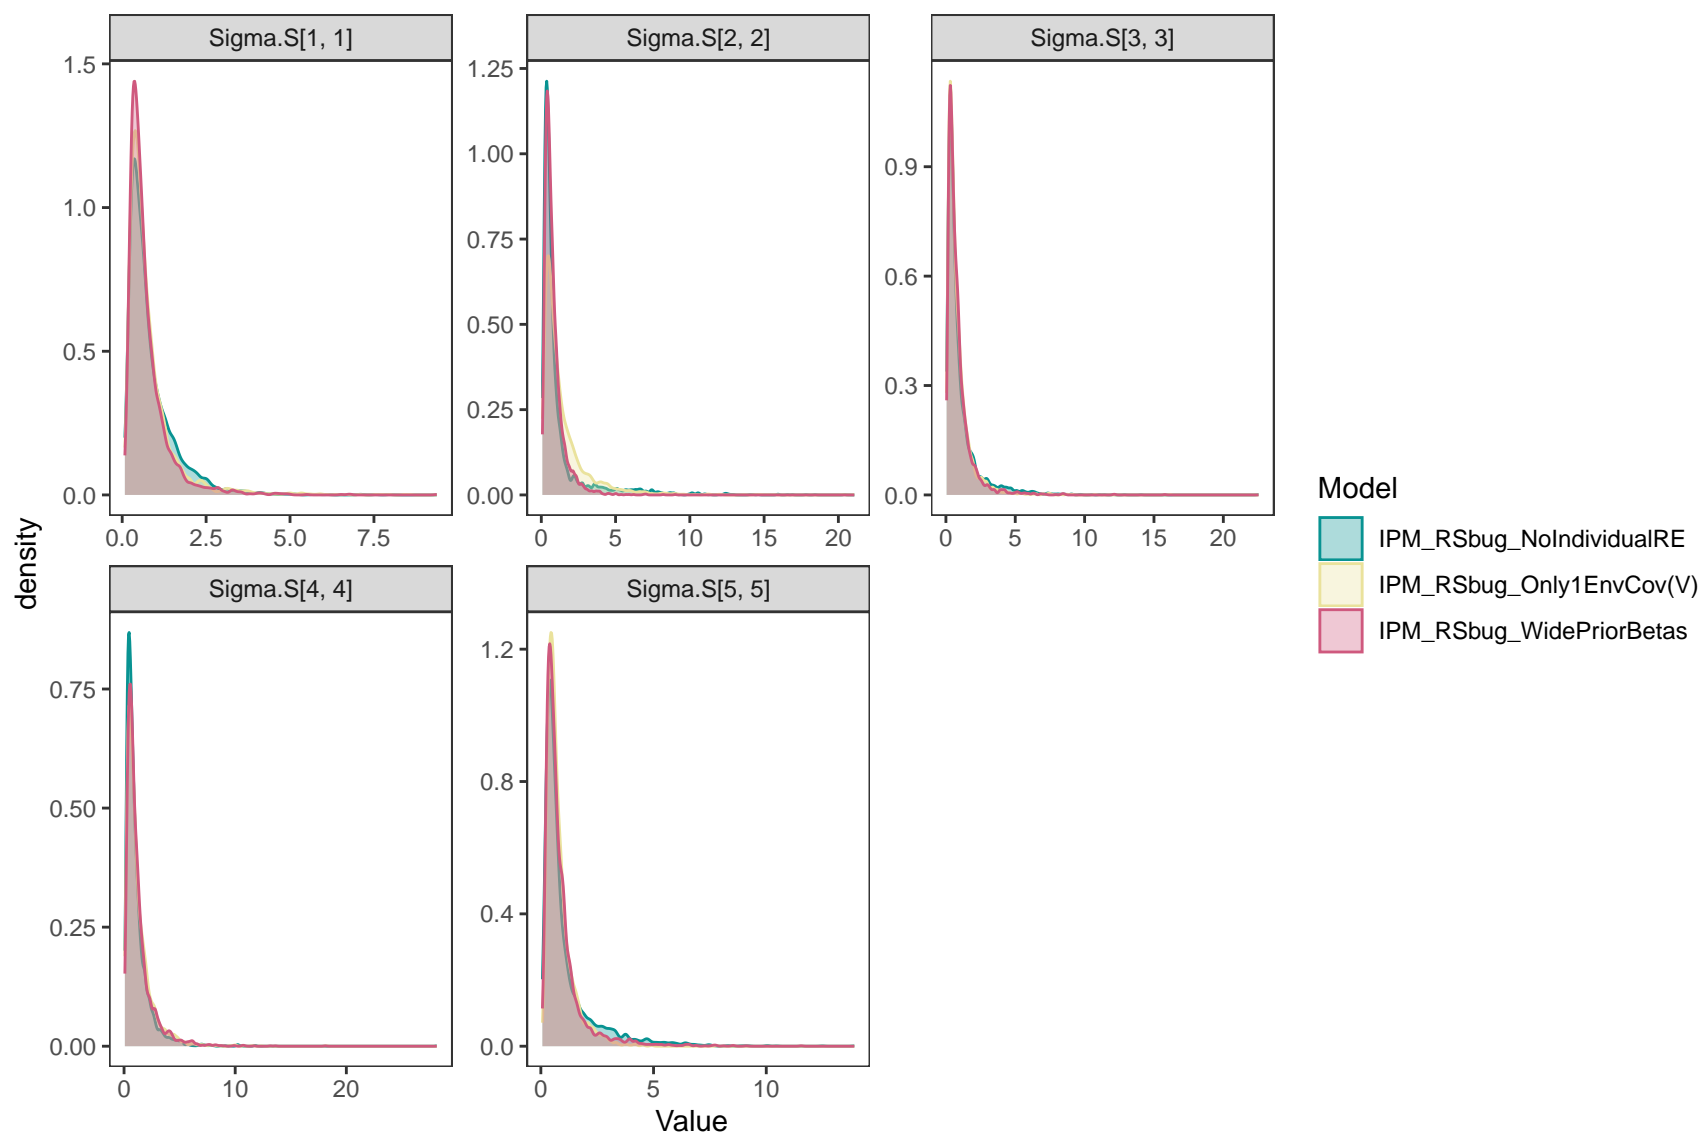 Sigma.S[1, 1]
Sigma.S[2, 2]
Sigma.S[3, 3]
1.5
1.0
0.5
0.0
0.0 2.5 5.0 7.5
1.25
1.00
0.75
0.50
0.25
0.00
0 5 10 15 20
0.9
0.6
0.3
0.0
0 5 10 15 20
density
Sigma.S[4, 4]
Sigma.S[5, 5]
0.75
0.50
0.25
0.00
0 10 20
1.2
0.8
0.4
0.0
0 5 10
Value
Model
IPM_RSbug_NoIndividualRE
IPM_RSbug_Only1EnvCov(V)
IPM_RSbug_WidePriorBetas